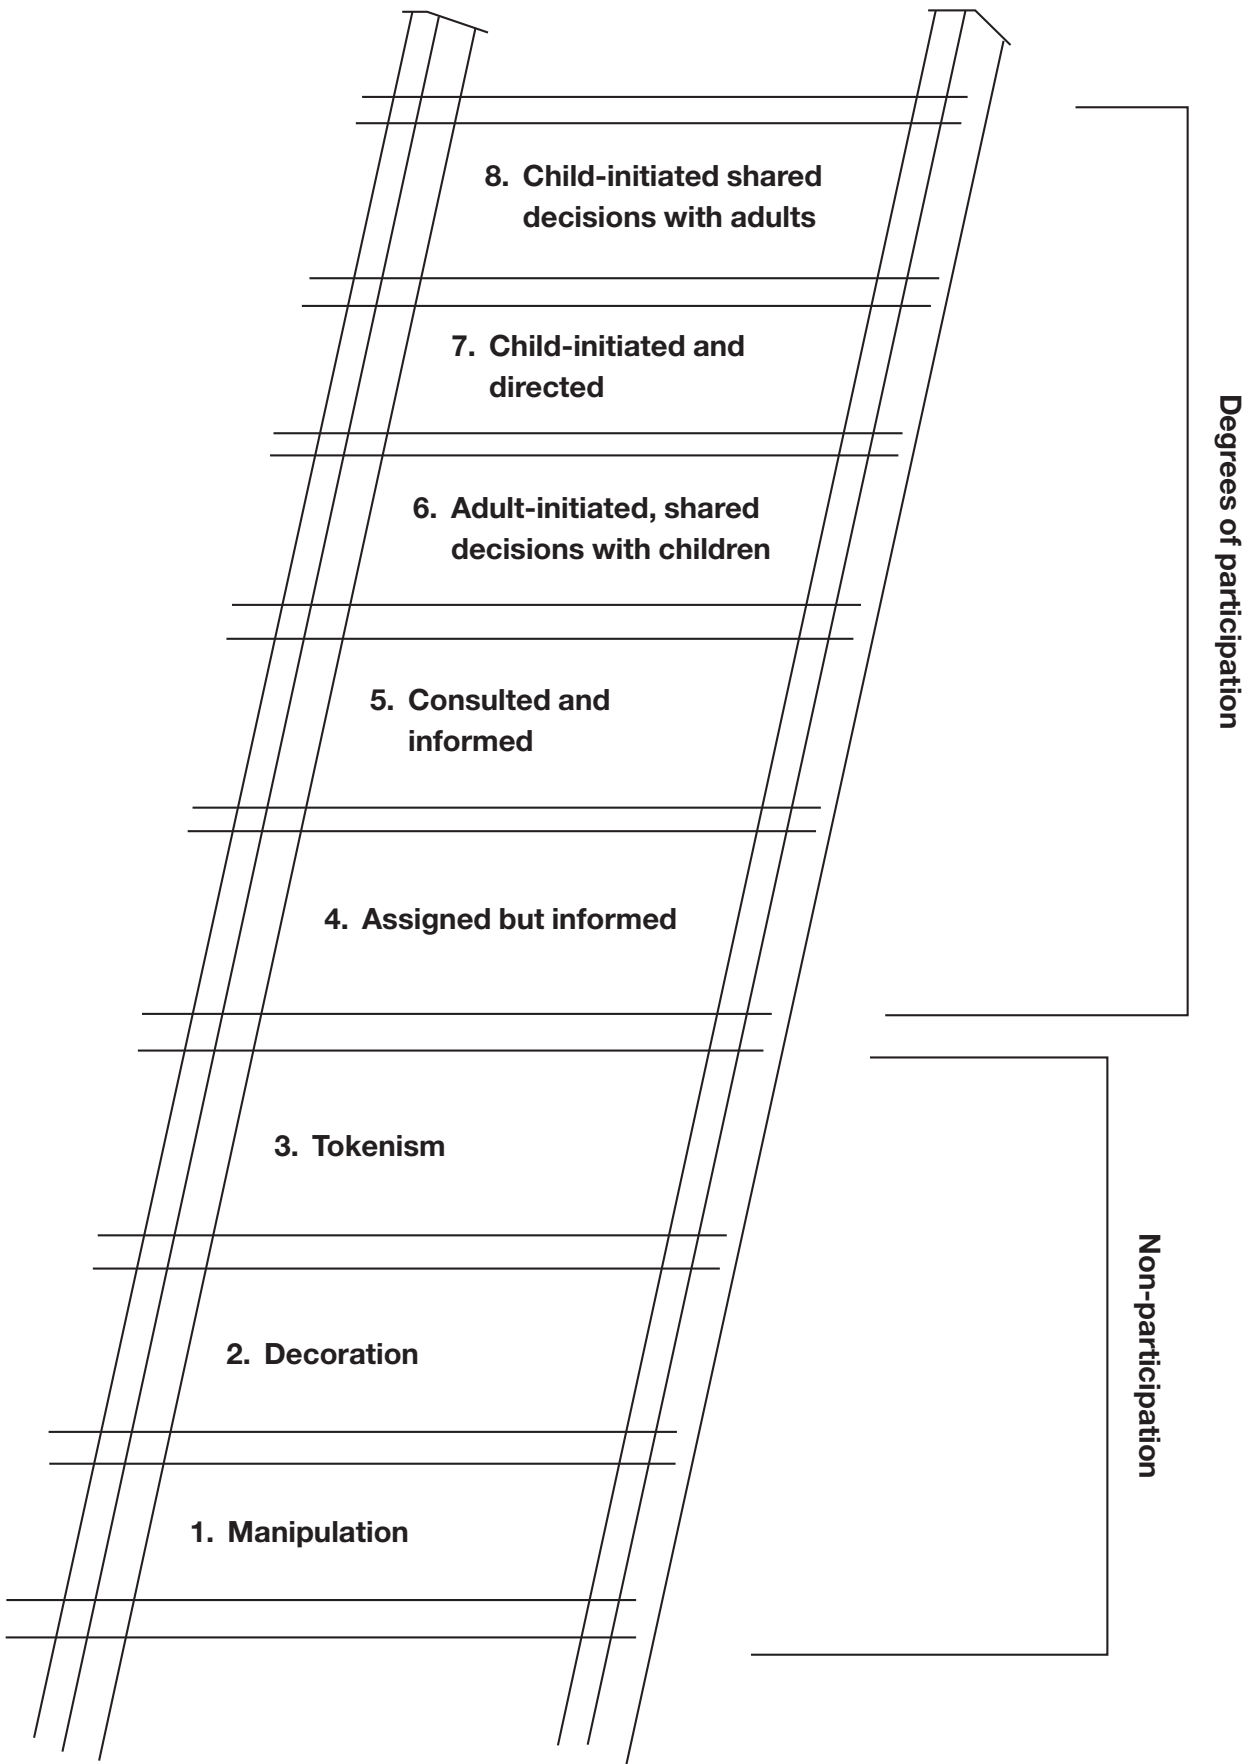 8. Child-initiated shared
decisions with adults
7. Child-initiated and
directed
6. Adult-initiated, shared
decisions with children
5. Consulted and
informed
4. Assigned but informed
3. Tokenism
2. Decoration
1. Manipulation
Degrees of participation
Non-participation